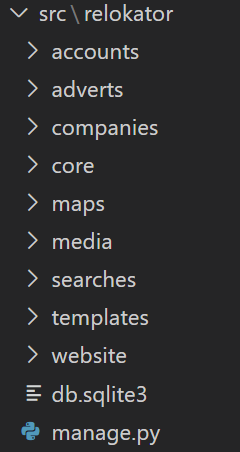 src\relokator
accounts
adverts
companies
core
maps
media
searches
templates
website
db.sqlite3
manage.py